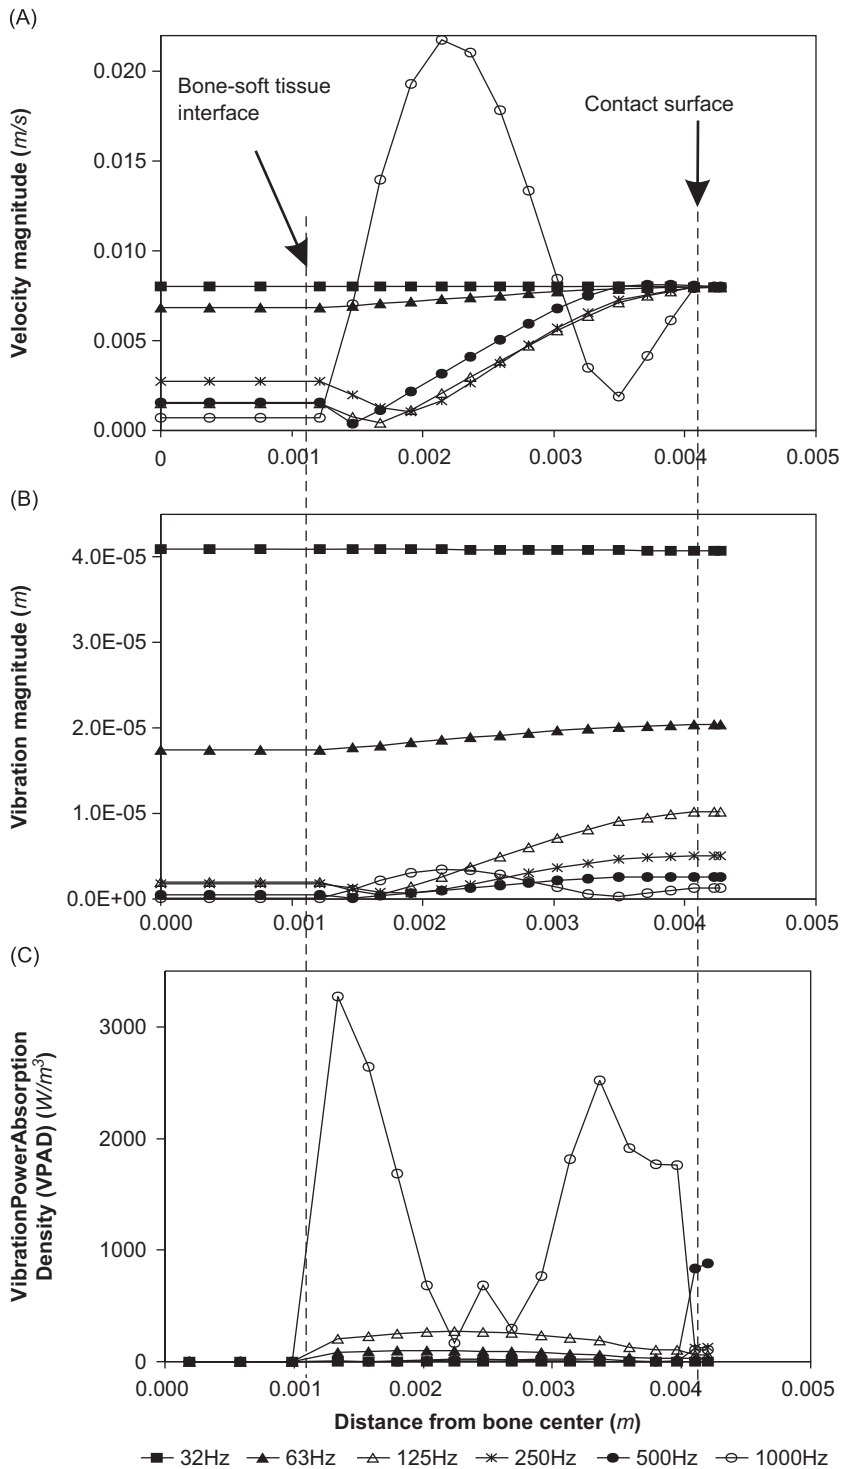 (A)
Velocity magnitude (m/s)
0.020
0.015
0.010
0.005
0.000
Bone-soft tissue
interface
Contact surface
0 0.001 0.002 0.003 0.004 0.005
(B)
Vibration magnitude (m)
4.0E-05
3.0E-05
2.0E-05
1.0E-05
0.0E+00
0.000 0.001 0.002 0.003 0.004 0.005
(C)
VibrationPowerAbsorption
Density (VPAD) (W/m³)
3000
2000
1000
0
0.000 0.001 0.002 0.003 0.004 0.005
Distance from bone center (m)
32Hz 63Hz 125Hz 250Hz 500Hz 1000Hz